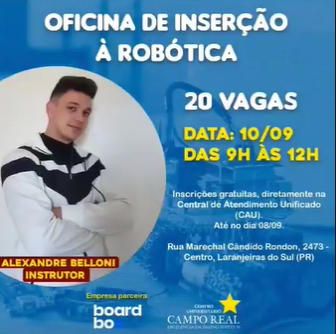 OFICINA DE INSERÇÃO
À ROBÓTICA
20 VAGAS
DATA: 10/09
DAS 9H ÀS 12H
Inscrições gratuitas, diretamente na
Central de Atendimento Unificado
(CAU).
Até no dia 08/09.
Rua Marechal Cândido Rondon, 2473 -
Centro, Laranjeiras do Sul (PR)
ALEXANDRE BELLONI
INSTRUTOR
Empresa parceira:
board
bo
CENTRO
UNIVERSITÁRIO
CAMPO REAL